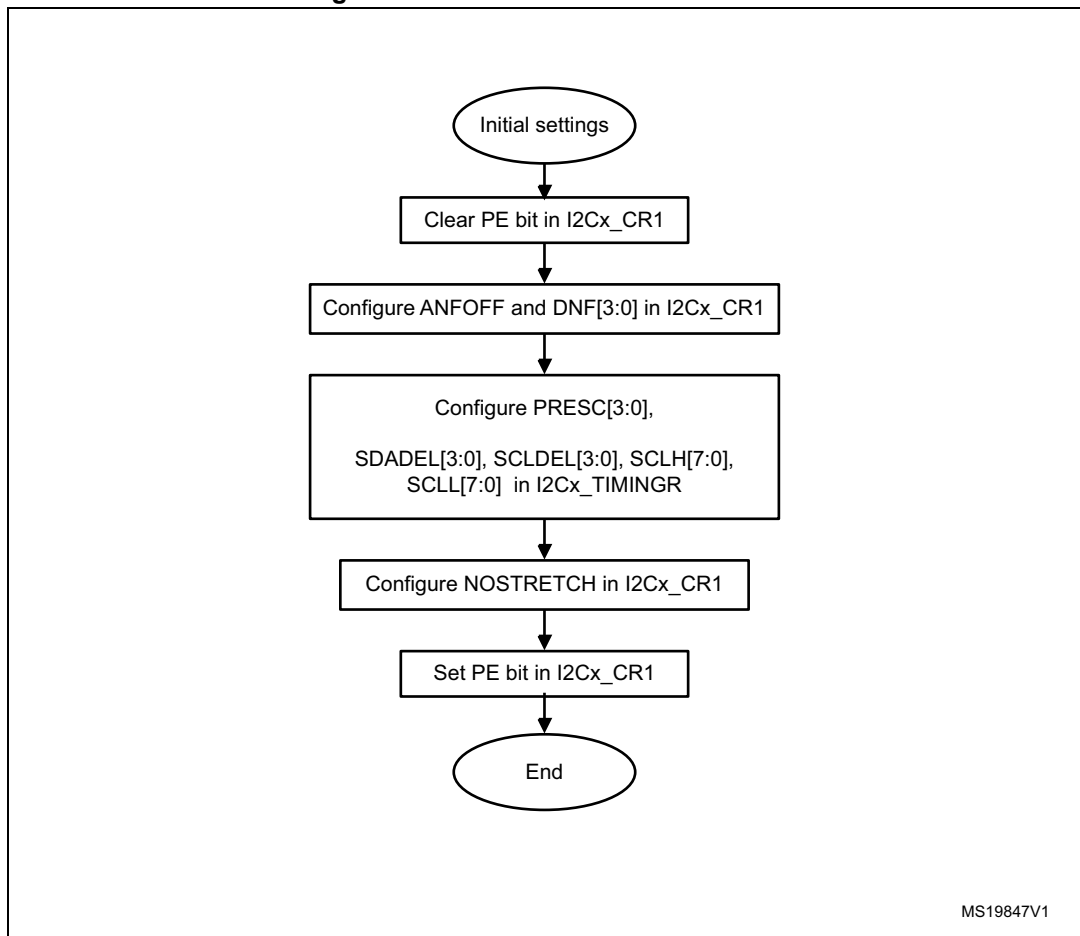 Initial settings
Clear PE bit in I2Cx_CR1
Configure ANFOFF and DNF[3:0] in I2Cx_CR1
Configure PRESC[3:0],
SDADEL[3:0], SCLDEL[3:0], SCLH[7:0],
SCLL[7:0] in I2Cx_TIMINGR
Configure NOSTRETCH in I2Cx_CR1
Set PE bit in I2Cx_CR1
End
MS19847V1